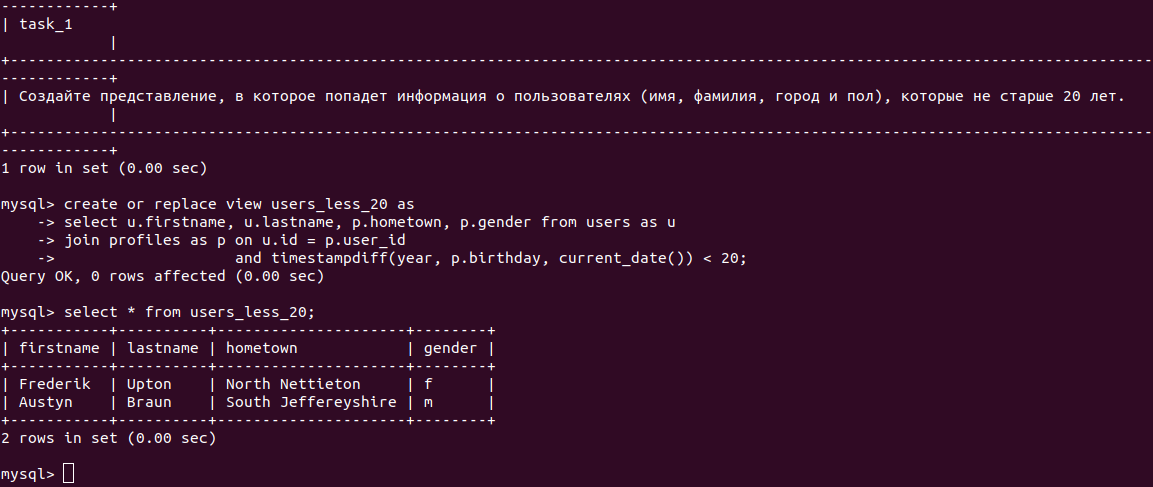 ------------+
| task_1
            |
+-------------------------------------------------------------------------------------------------------------------------------
------------+
| Создайте представление, в которое попадет информация о пользователях (имя, фамилия, город и пол), которые не старше 20 лет.
            |
+-------------------------------------------------------------------------------------------------------------------------------
------------+
1 row in set (0.00 sec)
mysql> create or replace view users_less_20 as
    -> select u.firstname, u.lastname, p.hometown, p.gender from users as u
    -> join profiles as p on u.id = p.user_id
    ->                    and timestampdiff(year, p.birthday, current_date()) < 20;
Query OK, 0 rows affected (0.00 sec)
mysql> select * from users_less_20;
+-----------+----------+---------------------+--------+
| firstname | lastname | hometown            | gender |
+-----------+----------+---------------------+--------+
| Frederik  | Upton    | North Nettieton     | f      |
| Austyn    | Braun    | South Jeffereyshire | m      |
+-----------+----------+---------------------+--------+
2 rows in set (0.00 sec)
mysql>